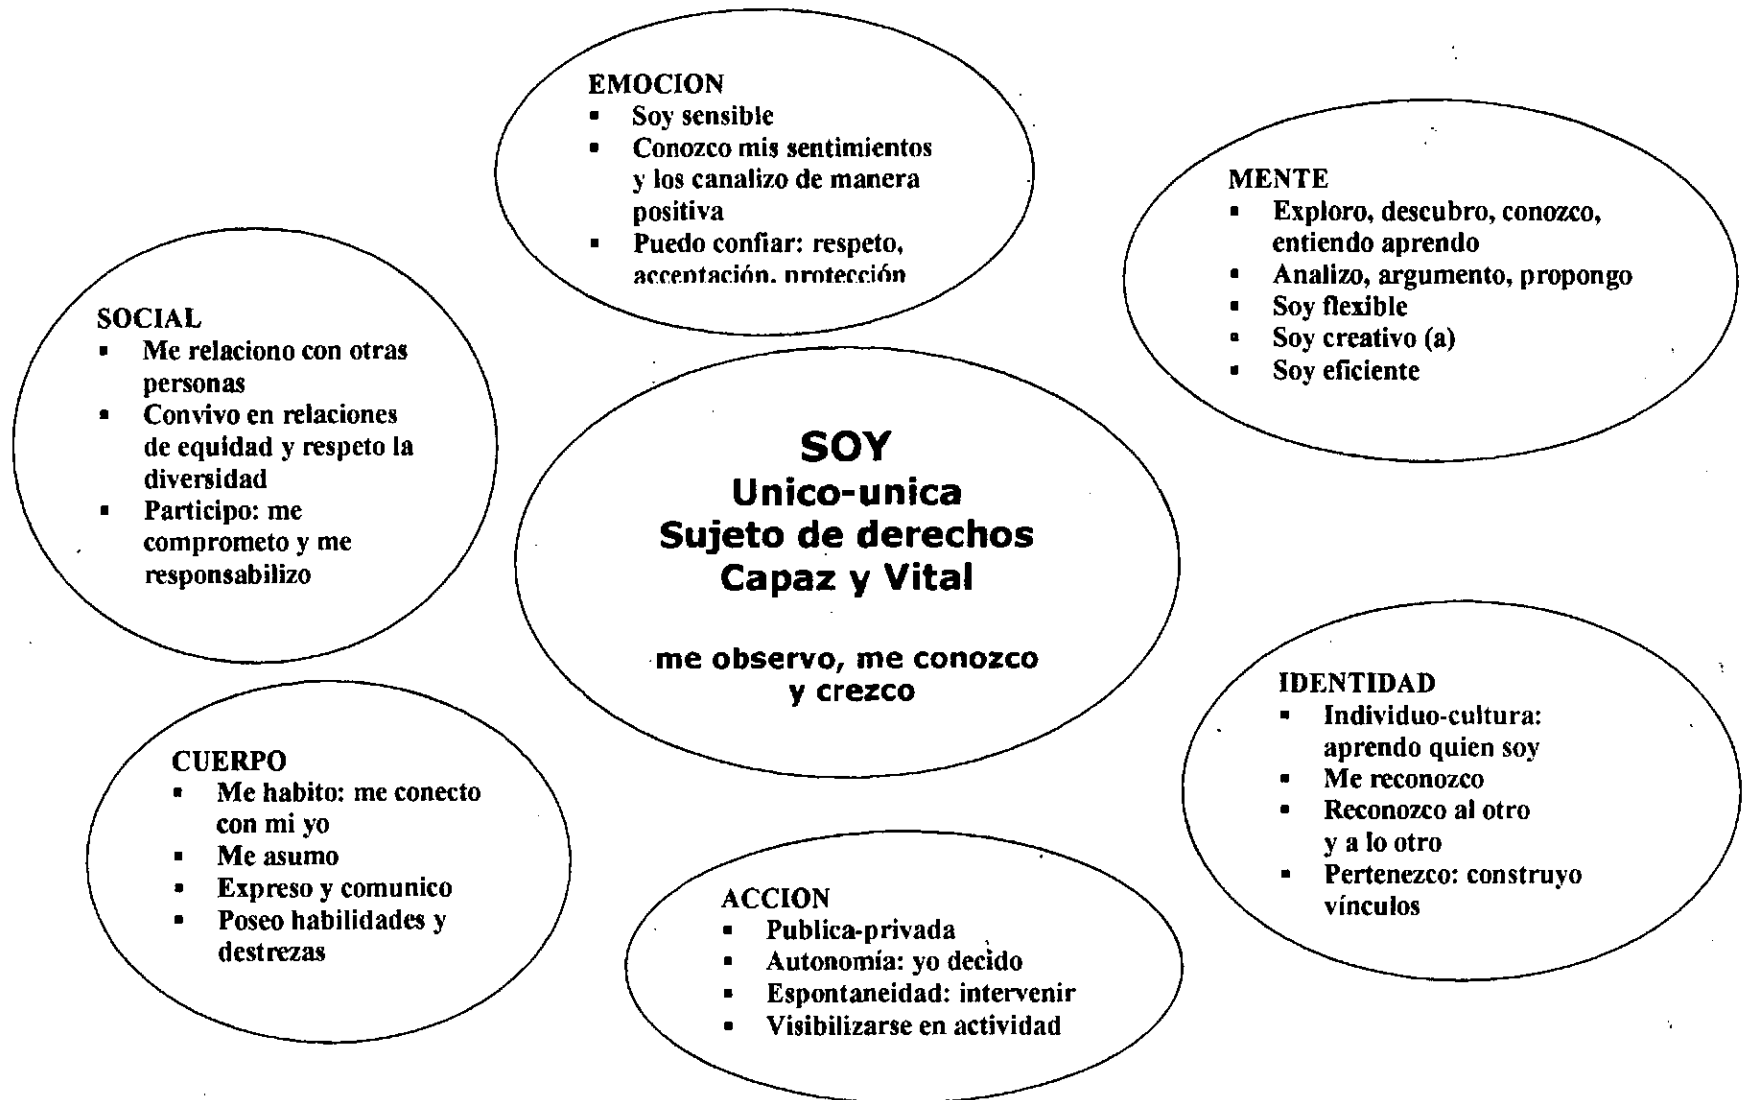 EMOCION
▪ Soy sensible
▪ Conozco mis sentimientos
y los canalizo de manera
positiva
▪ Puedo confiar: respeto,
aceptación, protección
MENTE
▪ Exploro, descubro, conozco,
entiendo aprendo
▪ Analizo, argumento, propongo
▪ Soy flexible
▪ Soy creativo (a)
▪ Soy eficiente
SOCIAL
▪ Me relaciono con otras
personas
▪ Convivo en relaciones
de equidad y respeto la
diversidad
▪ Participo: me
comprometo y me
responsabilizo
SOY
Unico-unica
Sujeto de derechos
Capaz y Vital
me observo, me conozco
y crezco
IDENTIDAD
▪ Individuo-cultura:
aprendo quien soy
▪ Me reconozco
▪ Reconozco al otro
y a lo otro
▪ Pertenezco: construyo
vínculos
CUERPO
▪ Me habito: me conecto
con mi yo
▪ Me asumo
▪ Expreso y comunico
▪ Poseo habilidades y
destrezas
ACCION
▪ Publica-privada
▪ Autonomía: yo decido
▪ Espontaneidad: intervenir
▪ Visibilizarse en actividad